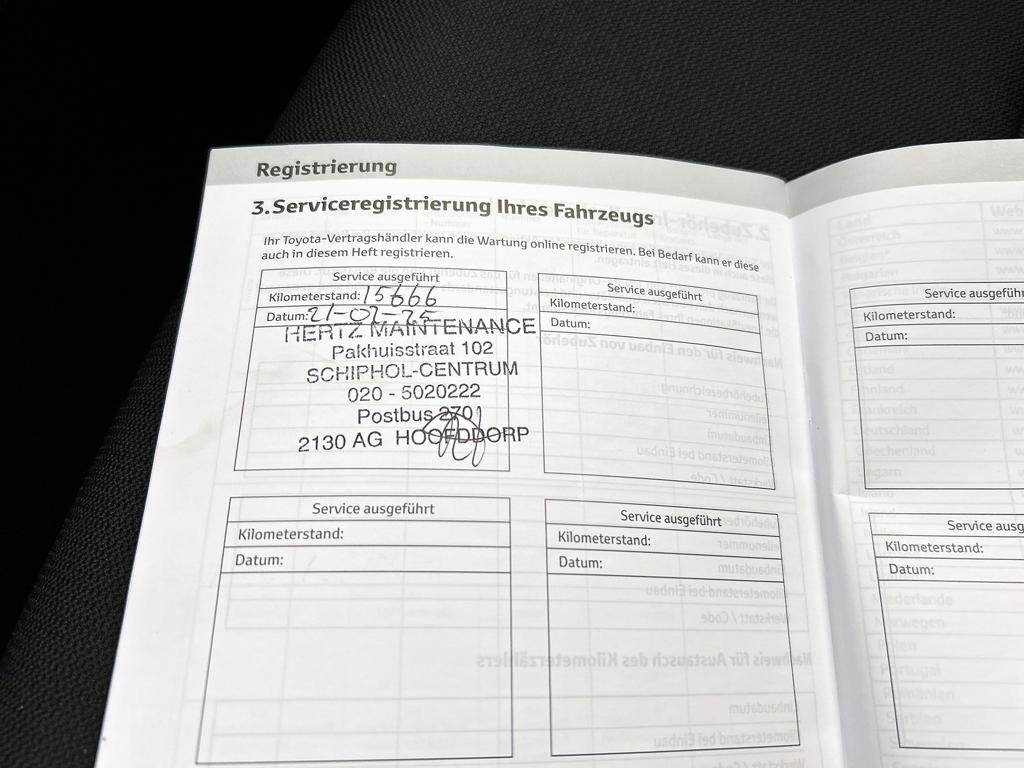 Registrierung
3.Serviceregistrierung Ihres Fahrzeugs
Ihr Toyota-Vertragshändler kann die Wartung online registrieren. Bei Bedarf kann er diese
auch in diesem Heft registrieren.
Service ausgeführt
Kilometerstand: 15666
Datum: 21-02-25
HERTZ MAINTENANCE
Pakhuisstraat 102
SCHIPHOL-CENTRUM
020 - 5020222
Postbus 2701
2130 AG HOOFDDORP
Service ausgeführt
Kilometerstand:
Datum:
Service ausgeführt
Kilometerstand:
Datum:
Service ausgeführt
Kilometerstand:
Datum:
Service ausgeführt
Kilometerstand:
Datum:
Service ausg
Kilometerstand:
Datum: